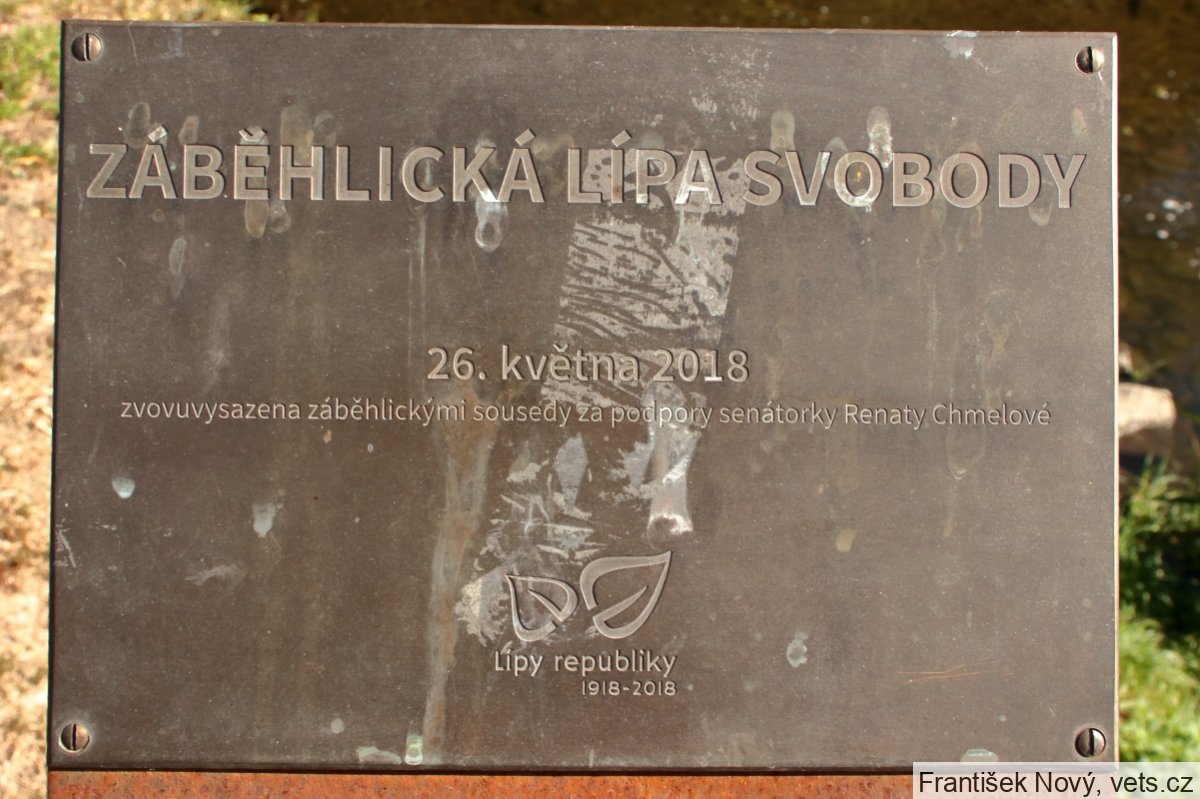 ZÁBĚHLICKÁ LÍPA SVOBODY
26. května 2018
zvovuvysazena záběhlickými sousedy za podpory senátorky Renaty Chmelové
Lípy republiky
1918-2018
František Nový, vets.cz